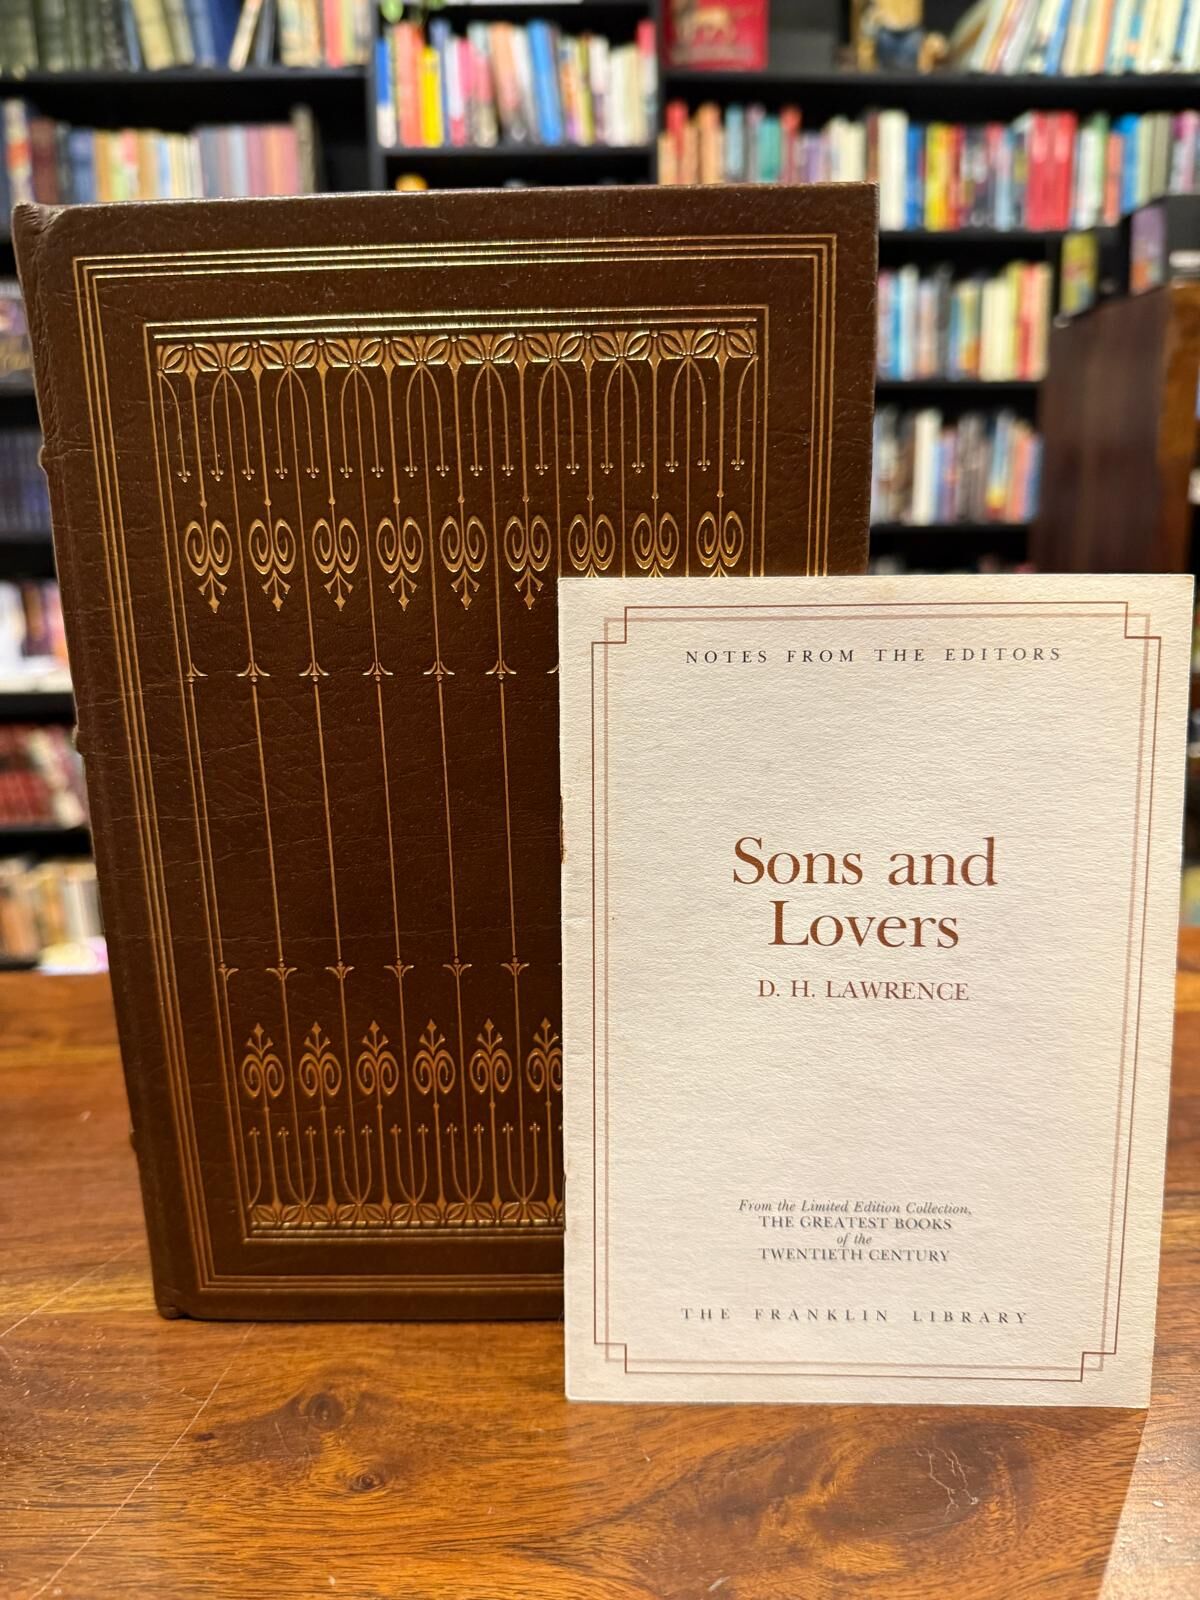 NOTES FROM THE EDITORS
Sons and
Lovers
D. H. LAWRENCE
From the Limited Edition Collection,
THE GREATEST BOOKS
of the
TWENTIETH CENTURY
THE FRANKLIN LIBRARY